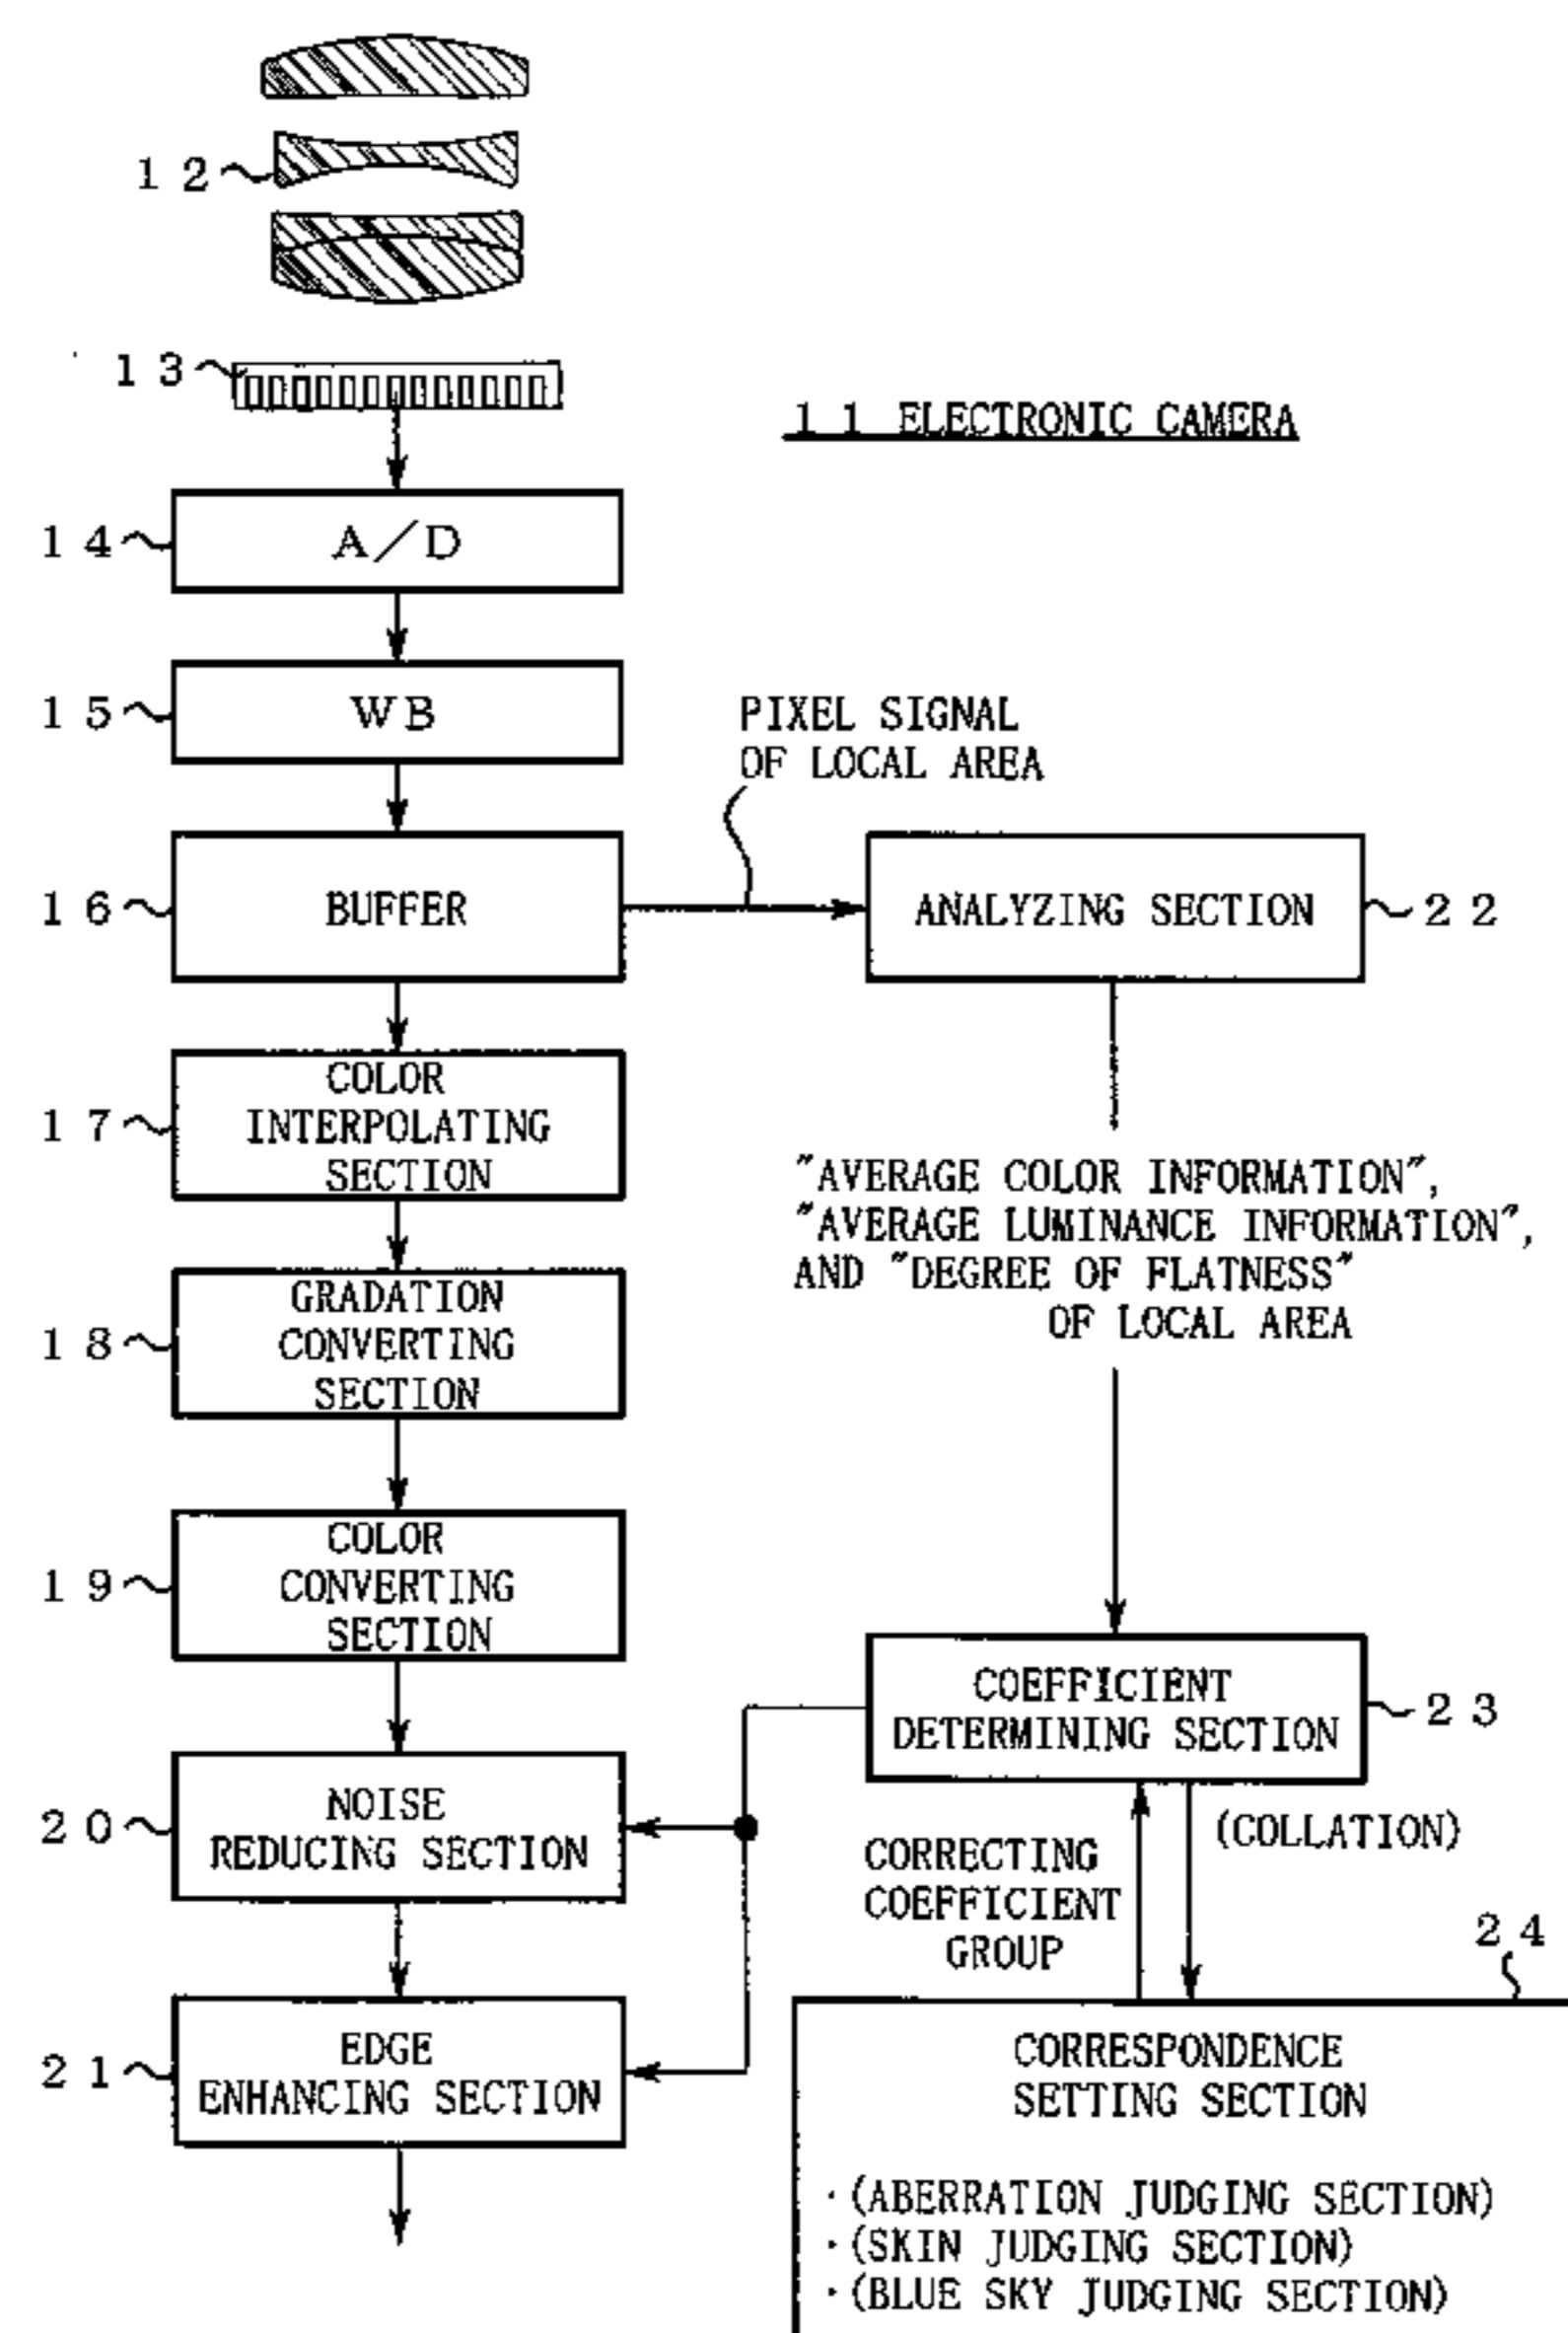 12
13
11 ELECTRONIC CAMERA
14
A/D
15
WB
PIXEL SIGNAL
OF LOCAL AREA
16
BUFFER
ANALYZING SECTION
22
17
COLOR
INTERPOLATING
SECTION
"AVERAGE COLOR INFORMATION",
"AVERAGE LUMINANCE INFORMATION",
AND "DEGREE OF FLATNESS"
OF LOCAL AREA
18
GRADATION
CONVERTING
SECTION
19
COLOR
CONVERTING
SECTION
COEFFICIENT
DETERMINING SECTION
23
20
NOISE
REDUCING SECTION
(COLLATION)
CORRECTING
COEFFICIENT
GROUP
24
21
EDGE
ENHANCING SECTION
CORRESPONDENCE
SETTING SECTION
·(ABERRATION JUDGING SECTION)
·(SKIN JUDGING SECTION)
·(BLUE SKY JUDGING SECTION)